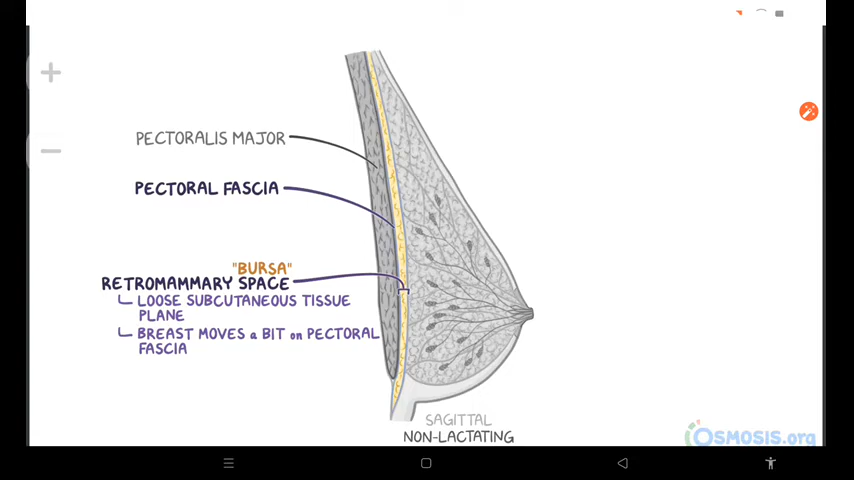 PECTORALIS MAJOR
PECTORAL FASCIA
"BURSA"
RETROMAMMARY SPACE
LOOSE SUBCUTANEOUS TISSUE
PLANE
BREAST MOVES a BIT on PECTORAL
FASCIA
SAGITTAL
NON-LACTATING
OSMOSIS.org